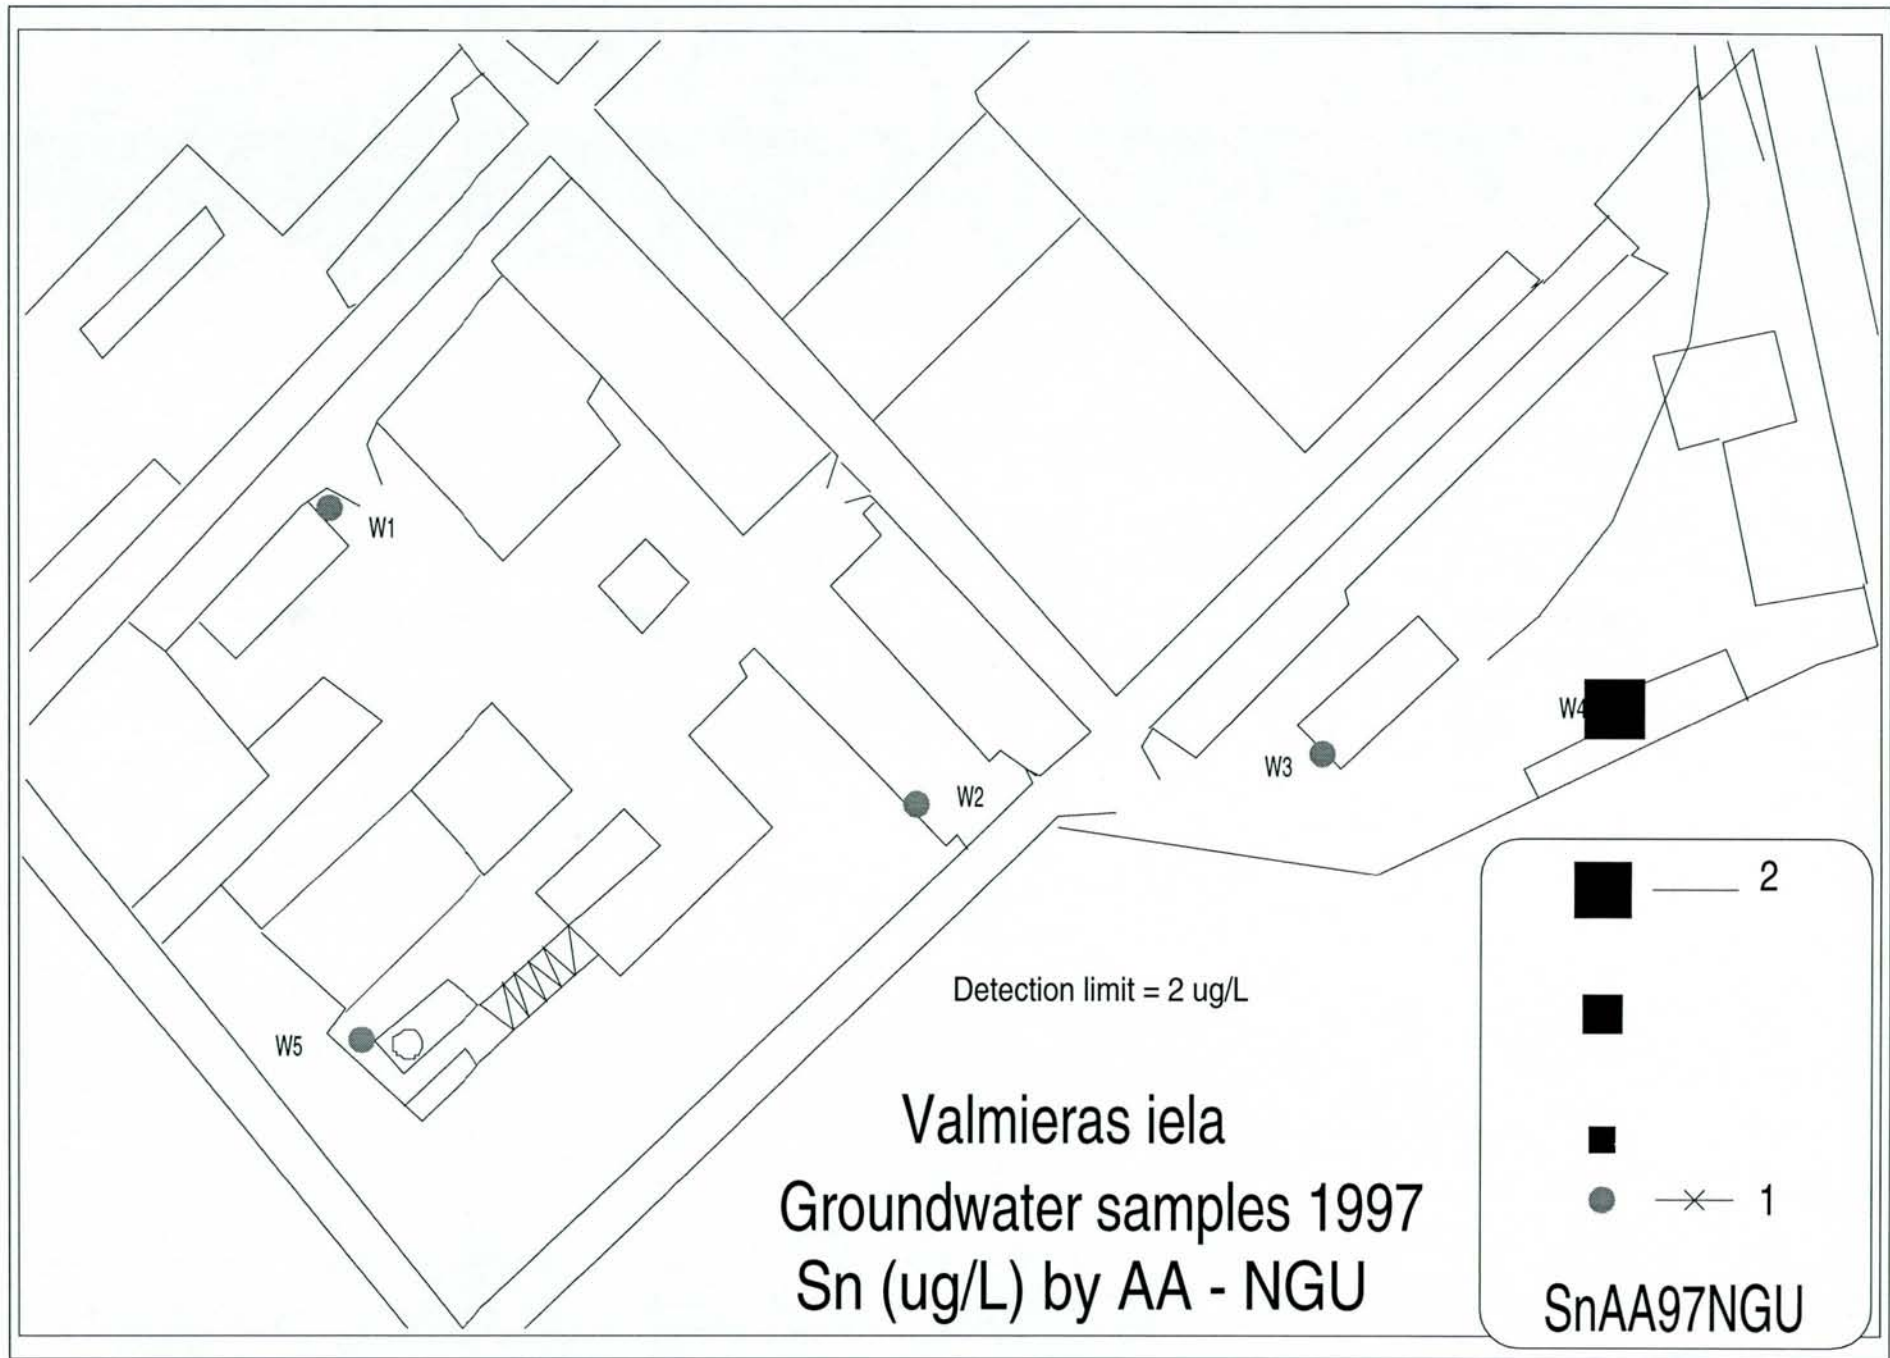 W1
W2
W3
W4
W5
Detection limit = 2 ug/L
Valmieras iela
Groundwater samples 1997
Sn (ug/L) by AA - NGU
2
1
SnAA97NGU